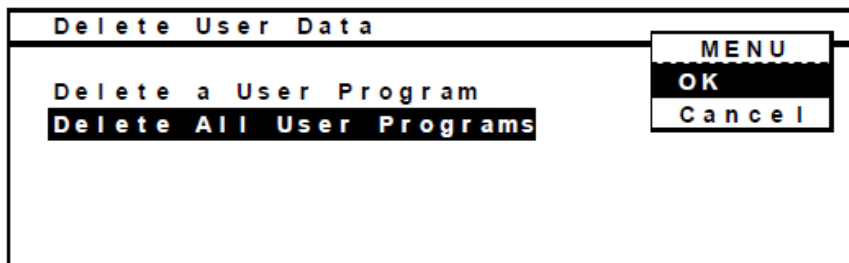 Delete User Data
MENU
OK
Cancel
Delete a User Program
Delete All User Programs